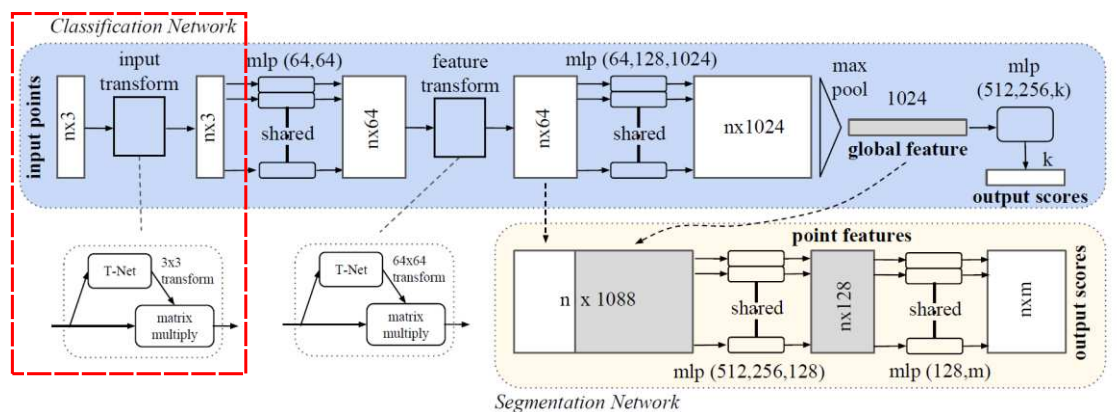 Classification Network
input points
nx3
input
transform
nx3
mlp (64,64)
shared
nx64
feature
transform
nx64
mlp (64,128,1024)
shared
nx1024
max
pool
1024
global feature
mlp
(512,256,k)
k
output scores
T-Net
3x3
transform
matrix
multiply
T-Net
64x64
transform
matrix
multiply
point features
n x 1088
shared
mlp (512,256,128)
nx128
shared
mlp (128,m)
nxm
output scores
Segmentation Network